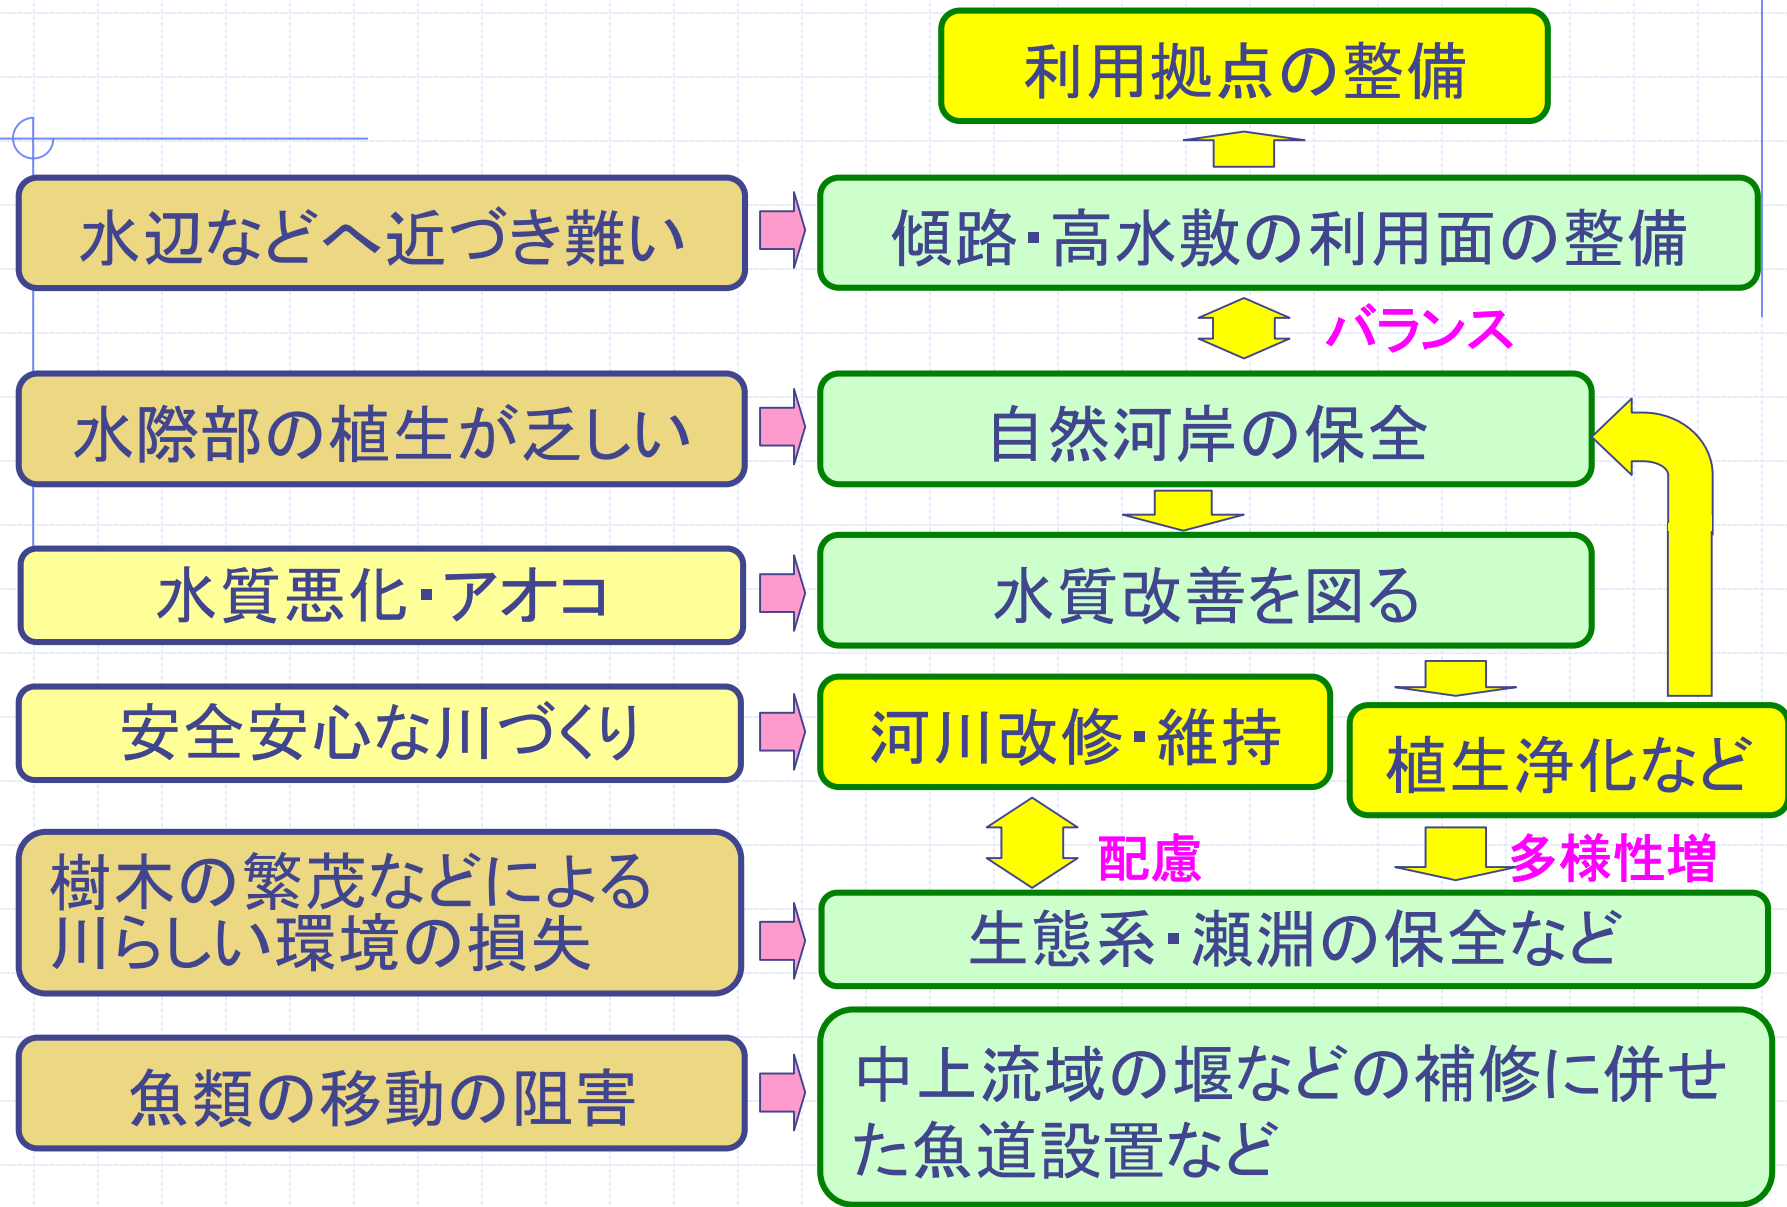 利用拠点の整備
水辺などへ近づき難い
傾路・高水敷の利用面の整備
バランス
水際部の植生が乏しい
自然河岸の保全
水質悪化・アオコ
水質改善を図る
安全安心な川づくり
河川改修・維持
植生浄化など
配慮
多様性増
樹木の繁茂などによる
川らしい環境の損失
生態系・瀬淵の保全など
魚類の移動の阻害
中上流域の堰などの補修に併せ
た魚道設置など